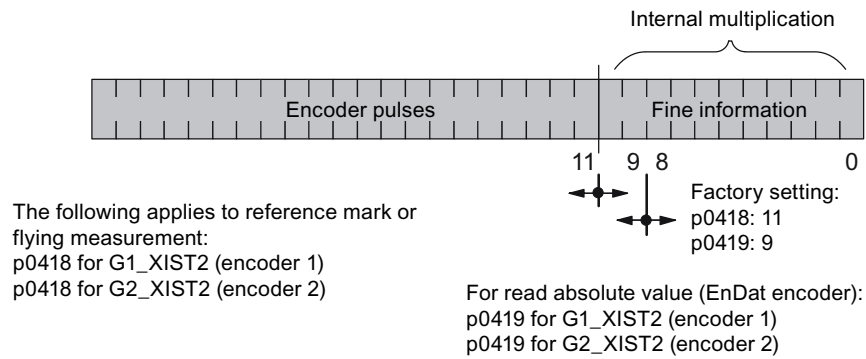 Internal multiplication
Encoder pulses
Fine information
11 9 8 0
Factory setting:
p0418: 11
p0419: 9
The following applies to reference mark or
flying measurement:
p0418 for G1_XIST2 (encoder 1)
p0418 for G2_XIST2 (encoder 2)
For read absolute value (EnDat encoder):
p0419 for G1_XIST2 (encoder 1)
p0419 for G2_XIST2 (encoder 2)